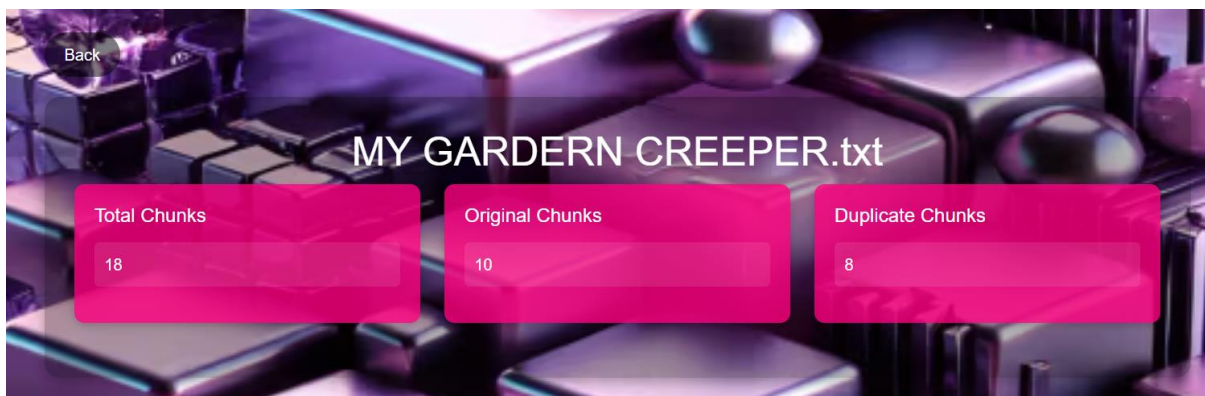 Back
MY GARDERN CREEPER.txt
Total Chunks
Original Chunks
Duplicate Chunks
18
10
8